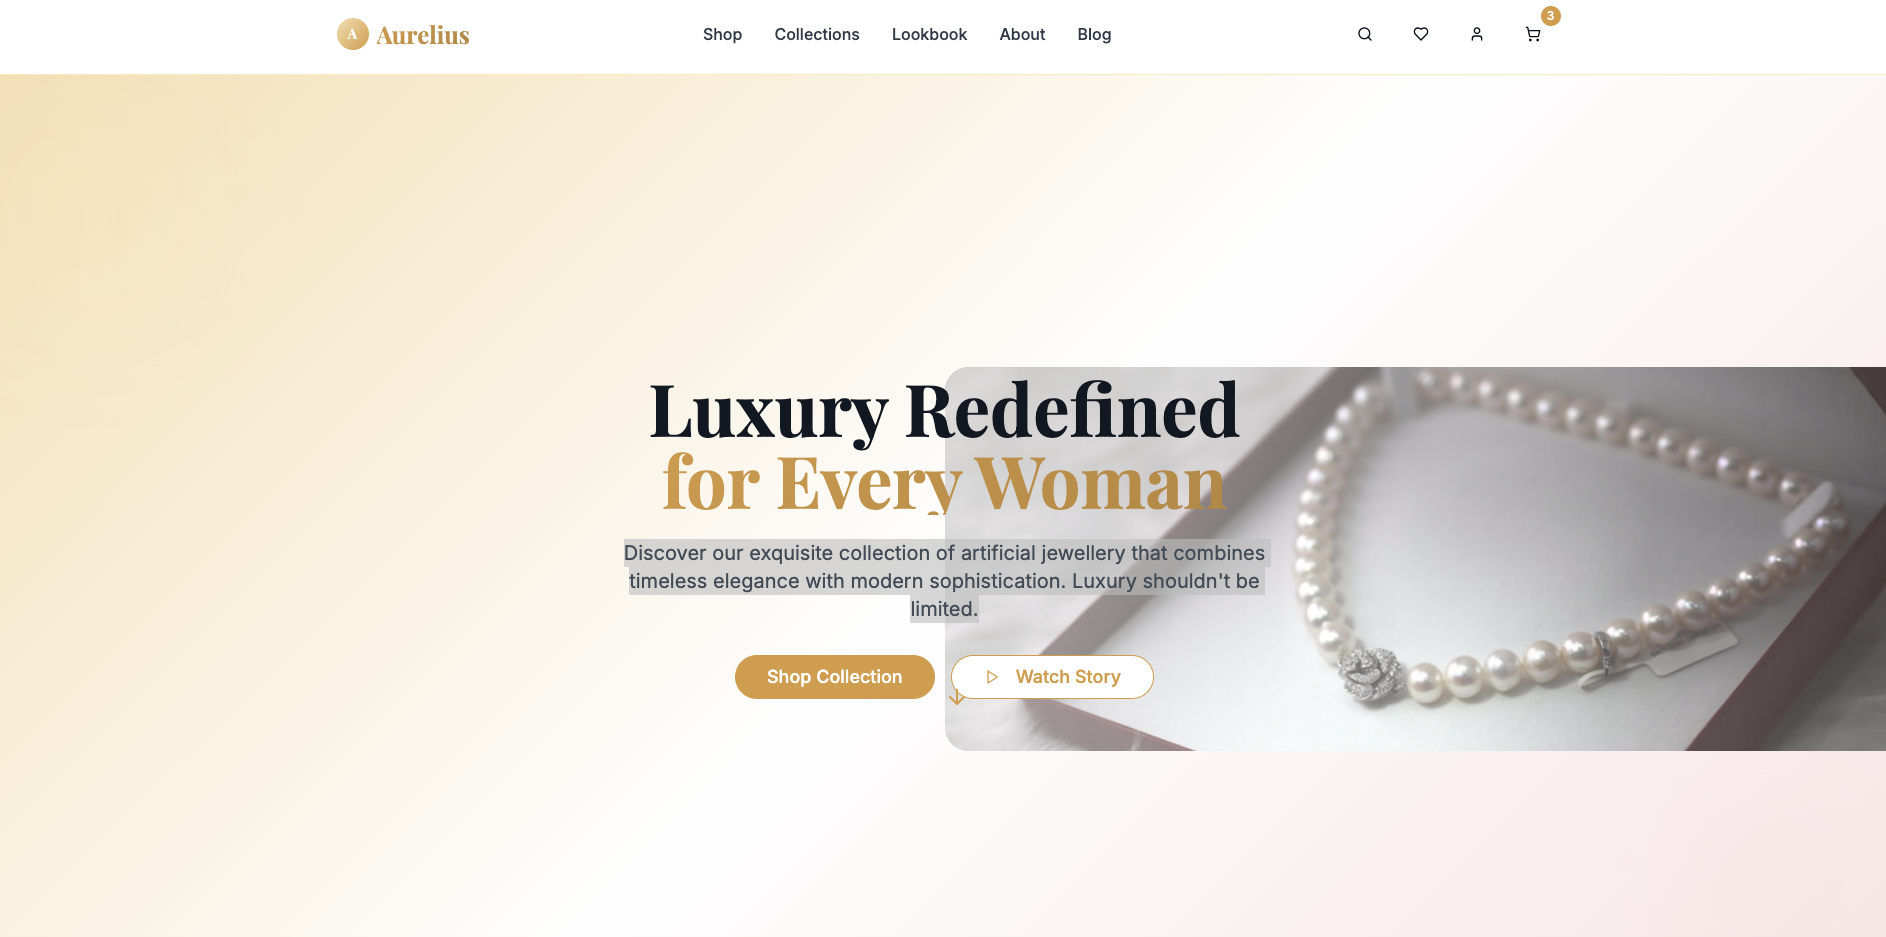 A Aurelius
Shop Collections Lookbook About Blog
3
Luxury Redefined
for Every Woman
Discover our exquisite collection of artificial jewellery that combines
timeless elegance with modern sophistication. Luxury shouldn't be
limited.
Shop Collection
Watch Story